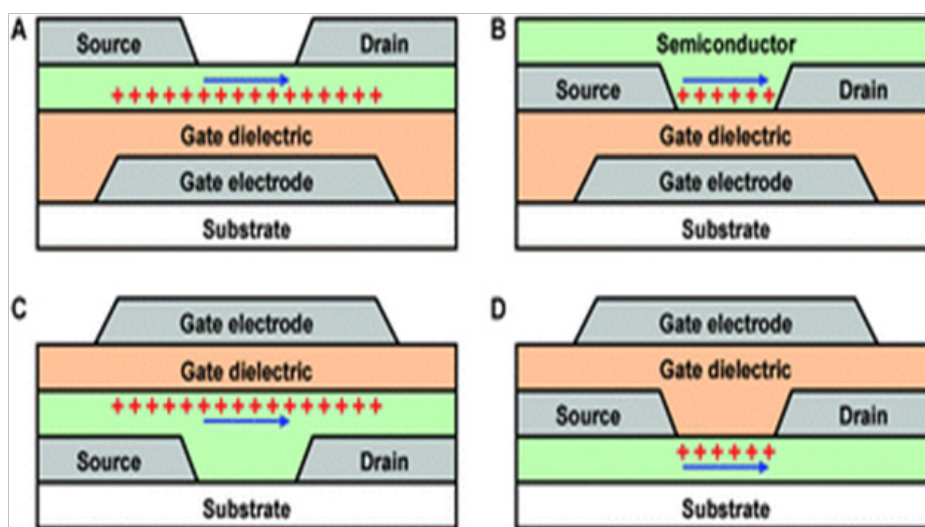 A
Source
Drain
Gate dielectric
Gate electrode
Substrate
B
Semiconductor
Source
Drain
Gate dielectric
Gate electrode
Substrate
C
Gate electrode
Gate dielectric
Source
Drain
Substrate
D
Gate electrode
Gate dielectric
Source
Drain
Substrate